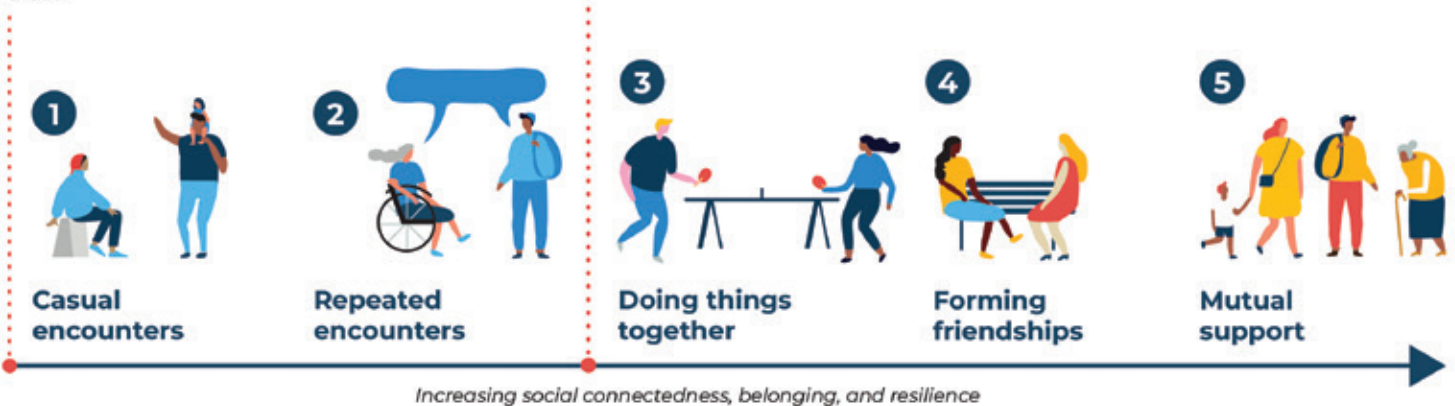 1
2
3
4
5
Casual
encounters
Repeated
encounters
Doing things
together
Forming
friendships
Mutual
support
Increasing social connectedness, belonging, and resilience